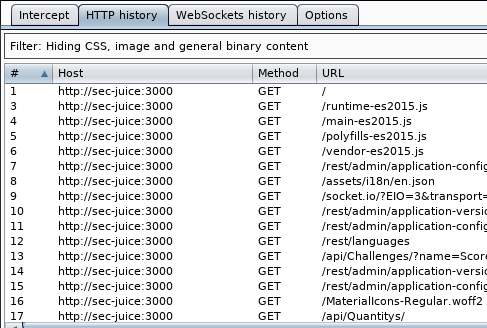 Intercept HTTP history WebSockets history Options
Filter: Hiding CSS, image and general binary content
# Host Method URL
1 http://sec-juice:3000 GET /
3 http://sec-juice:3000 GET /runtime-es2015.js
4 http://sec-juice:3000 GET /main-es2015.js
5 http://sec-juice:3000 GET /polyfills-es2015.js
6 http://sec-juice:3000 GET /vendor-es2015.js
7 http://sec-juice:3000 GET /rest/admin/application-config
8 http://sec-juice:3000 GET /assets/i18n/en.json
9 http://sec-juice:3000 GET /socket.io/?EIO=3&transport=
10 http://sec-juice:3000 GET /rest/admin/application-versio
11 http://sec-juice:3000 GET /rest/admin/application-config
12 http://sec-juice:3000 GET /rest/languages
13 http://sec-juice:3000 GET /api/Challenges/?name=Score
14 http://sec-juice:3000 GET /rest/admin/application-versio
15 http://sec-juice:3000 GET /rest/admin/application-config
16 http://sec-juice:3000 GET /MaterialIcons-Regular.woff2
17 http://sec-juice:3000 GET /api/Quantitys/